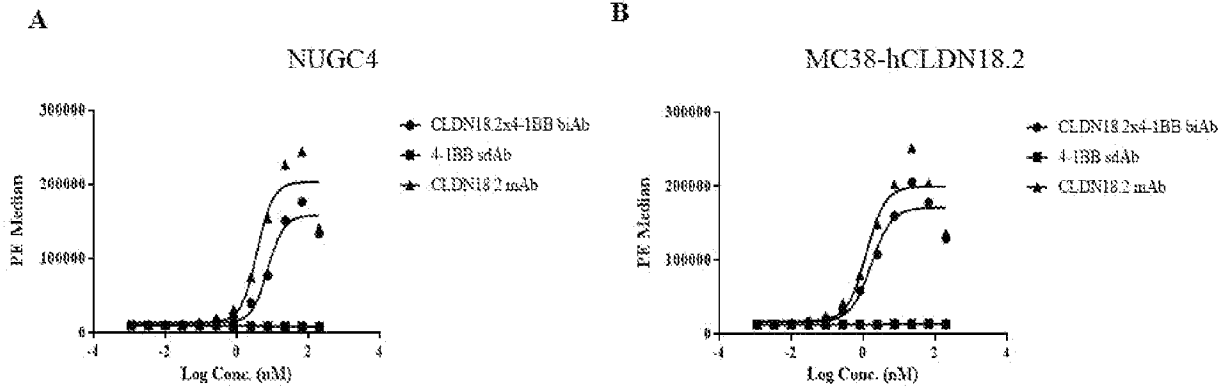 A
NUGC4
300000
200000
100000
0
PE Median
-4
-2
0
2
4
Log Conc. (nM)
CLDN18.2x4-1BB biAb
4-1BB sdAb
CLDN18.2 mAb
B
MC38-hCLDN18.2
300000
200000
100000
0
PE Median
-4
-2
0
2
4
Log Conc. (nM)
CLDN18.2x4-1BB biAb
4-1BB sdAb
CLDN18.2 mAb